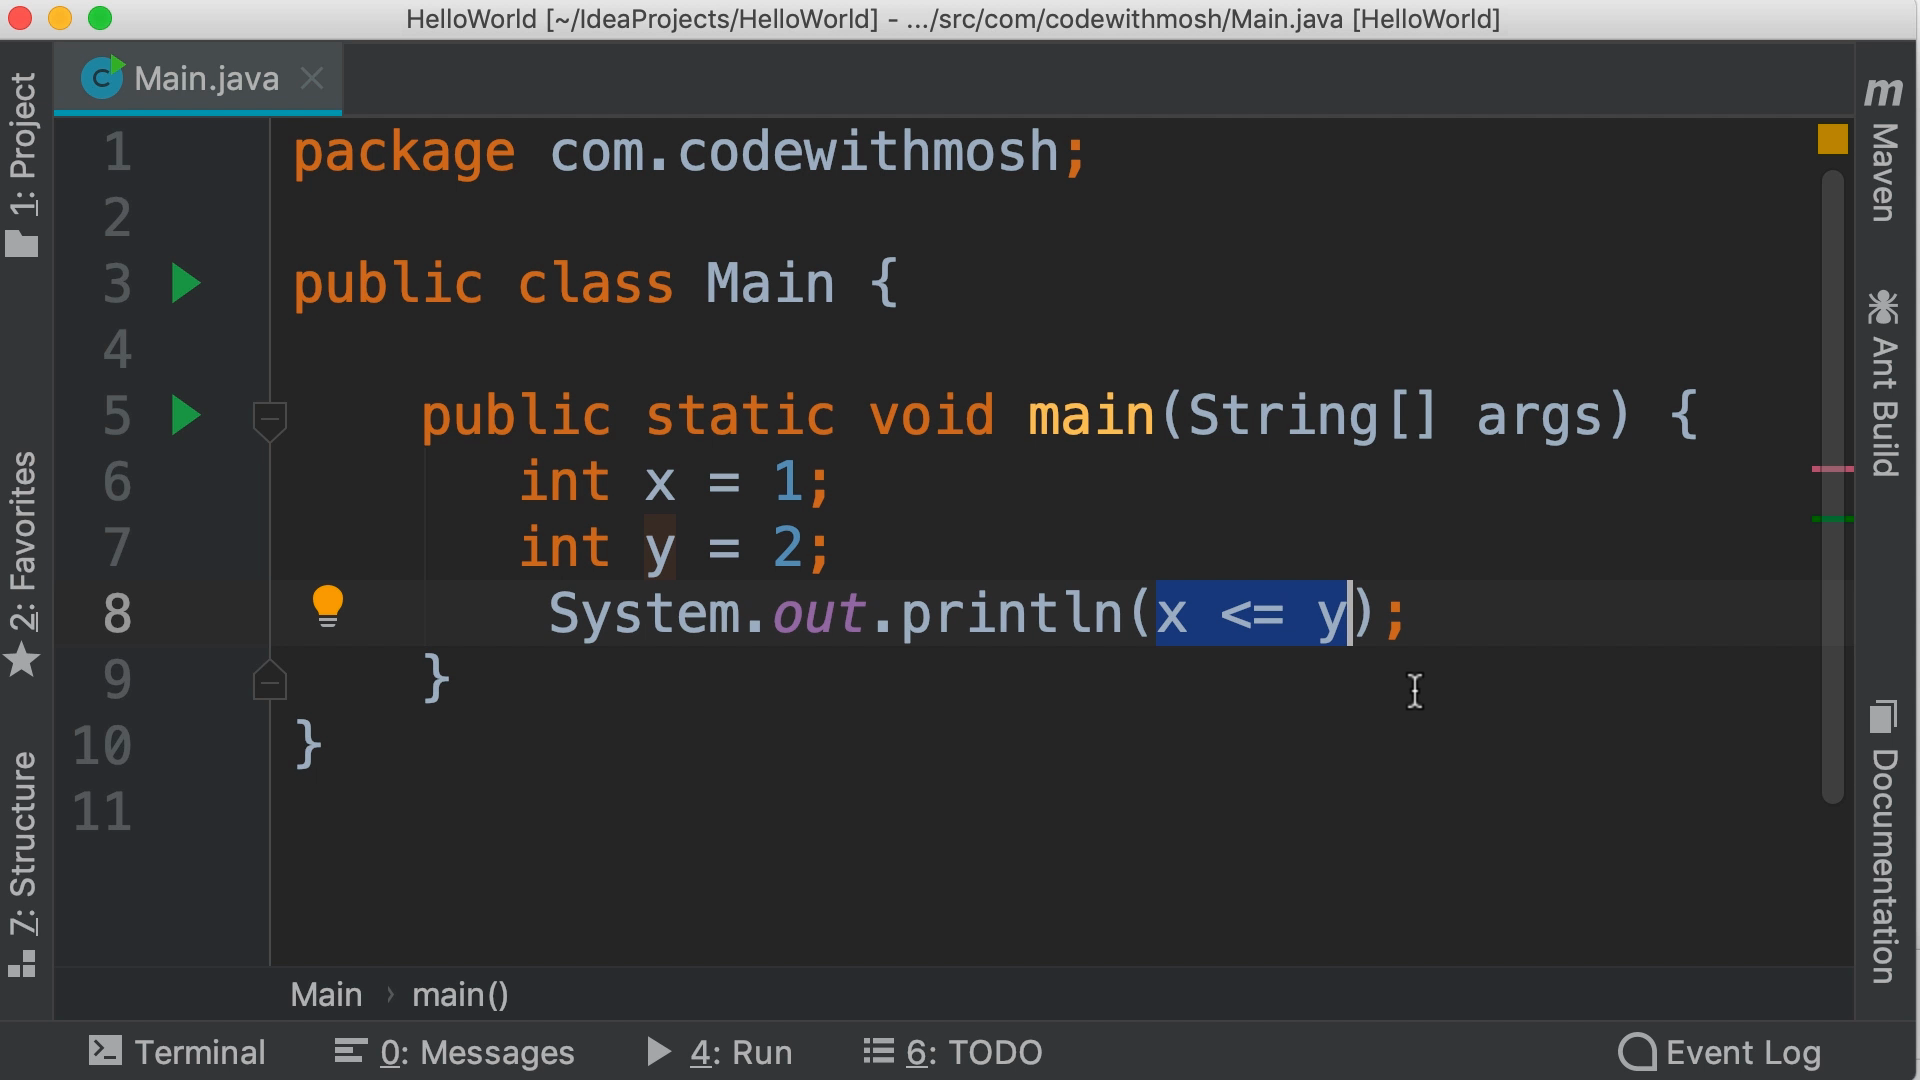 HelloWorld [~/IdeaProjects/HelloWorld] - .../src/com/codewithmosh/Main.java [HelloWorld]
Main.java
1 package com.codewithmosh;
2
3 public class Main {
4
5 public static void main(String[] args) {
6 int x = 1;
7 int y = 2;
8 System.out.println(x <= y);
9 }
10 }
11
Main › main()
1: Project
2: Favorites
7: Structure
m Maven
Ant Build
Documentation
Terminal
0: Messages
4: Run
6: TODO
Event Log